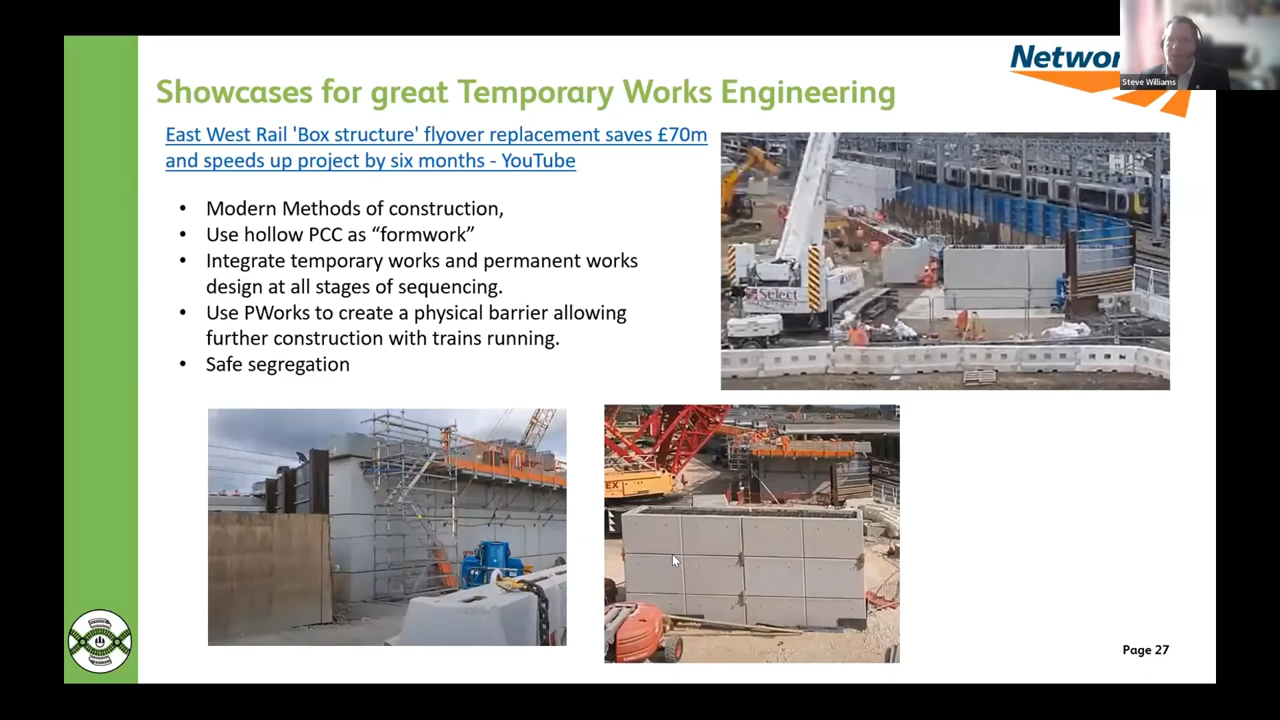 Networ
Steve Williams
Showcases for great Temporary Works Engineering
East West Rail 'Box structure' flyover replacement saves £70m
and speeds up project by six months - YouTube
• Modern Methods of construction,
• Use hollow PCC as “formwork”
• Integrate temporary works and permanent works
design at all stages of sequencing.
• Use PWorks to create a physical barrier allowing
further construction with trains running.
• Safe segregation
Select
EX
Page 27